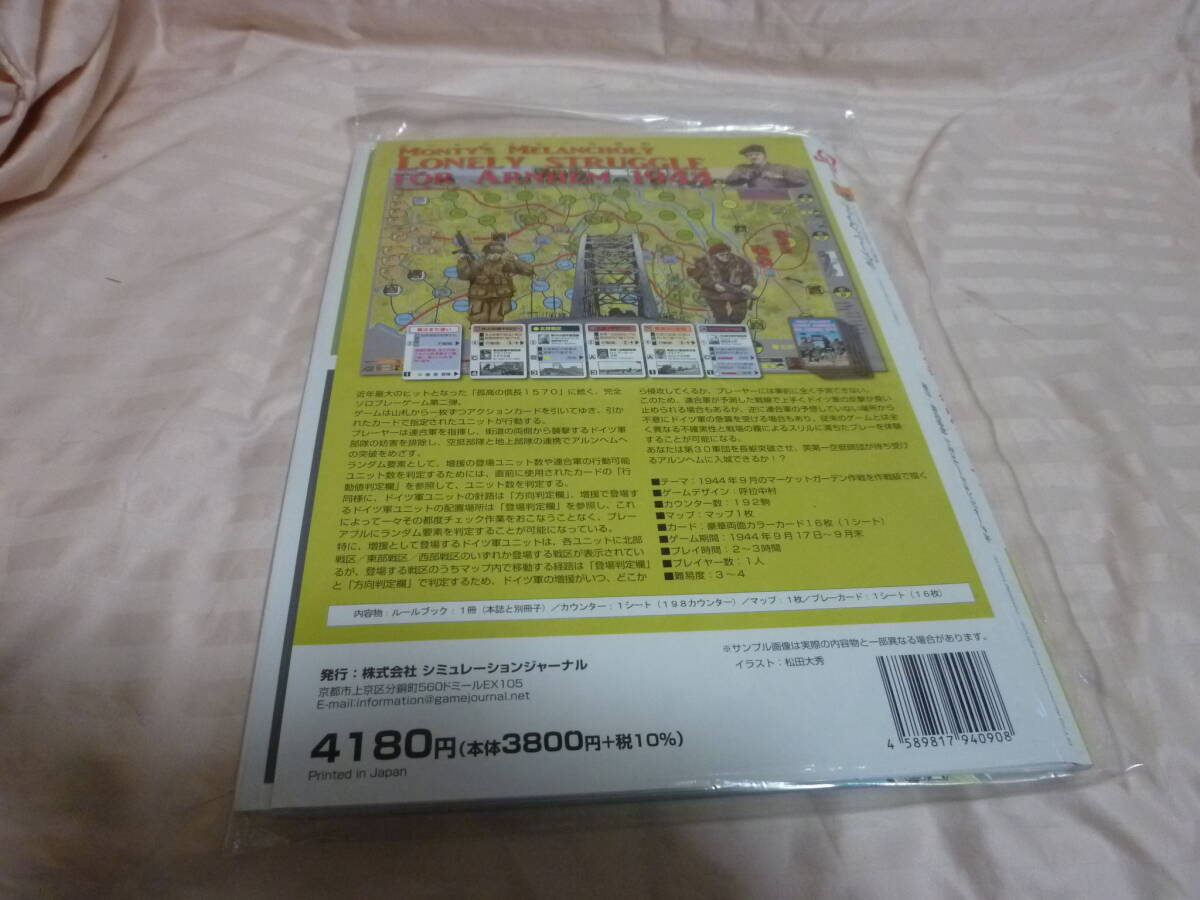 MONTY'S MELANCHOLY
LONELY STRUGGLE
FOR ARNHEM 1944
近年最大のヒットとなった「孤高の信長1570」に続く、完全
ソロプレーゲーム第二弾。
ゲームは山札から一枚ずつアクションカードを引いてゆき、引か
れたカードで指定されたユニットが行動する。
プレーヤーは連合軍を指揮し、街道の両側から襲撃するドイツ軍
部隊の妨害を排除し、空挺部隊と地上部隊の連携でアルンヘムへ
の突破をめざす。
ランダム要素として、増援の登場ユニット数や連合軍の行動可能
ユニット数を判定するためには、直前に使用されたカードの「行
動値判定欄」を参照して、ユニット数を判定する。
同様に、ドイツ軍ユニットの針路は「方向判定欄」、増援で登場す
るドイツ軍ユニットの配置場所は「登場判定欄」を参照し、これ
によって一々その都度チェック作業をおこなうことなく、プレー
アブルにランダム要素を判定することが可能になっている。
特に、増援として登場するドイツ軍ユニットは、各ユニットに北部
戦区／東部戦区／西部戦区のいずれか登場する戦区が表示されてい
るが、登場する戦区のうちマップ内で移動する経路は「登場判定欄」
と「方向判定欄」で判定するため、ドイツ軍の増援がいつ、どこか
ら侵攻してくるか、プレーヤーには事前に全く予測できない。
このため、連合軍が予測した戦線で上手くドイツ軍の反撃が食い
止められる場合もあるが、逆に連合軍の予想していない場所から
不意にドイツ軍の急襲を受ける場合もあり、従来のゲームとは全
く異なる不確実性と戦場の霧によるスリルに満ちたプレーを体験
することが可能になる。
あなたは第30軍団を長駆突破させ、英第一空挺師団が待ち受け
るアルンヘムに入城できるか！？
■テーマ：1944年9月のマーケットガーデン作戦を作戦級で描く
■ゲームデザイン：呼拉中村
■カウンター数：192駒
■マップ：マップ1枚
■カード：豪華両面カラーカード16枚（1シート）
■ゲーム期間：1944年9月17日〜9月末
■プレイ時間：2〜3時間
■プレイヤー数：1人
■難易度：3〜4
内容物：ルールブック：1冊（本誌と別冊子）／カウンター：1シート（198カウンター）／マップ：1枚／プレーカード：1シート（16枚）
※サンプル画像は実際の内容物と一部異なる場合があります。
イラスト：松田大秀
発行：株式会社 シミュレーションジャーナル
京都市上京区分銅町560ドミールEX105
E-mail:information@gamejournal.net
4180円（本体3800円＋税10%）
Printed in Japan
4 589817 940908